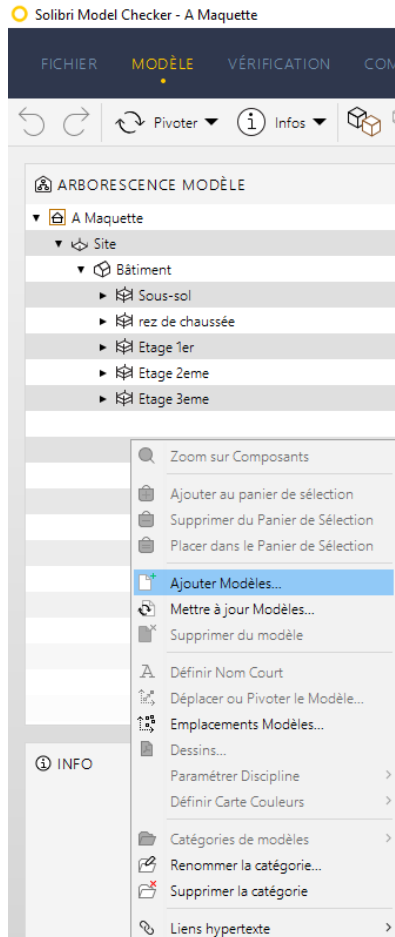 Solibri Model Checker - A Maquette
FICHIER MODÈLE VÉRIFICATION COM
Pivoter Infos
ARBORESCENCE MODÈLE
A Maquette
Site
Bâtiment
Sous-sol
rez de chaussée
Etage 1er
Etage 2eme
Etage 3eme
Zoom sur Composants
Ajouter au panier de sélection
Supprimer du Panier de Sélection
Placer dans le Panier de Sélection
Ajouter Modèles...
Mettre à jour Modèles...
Supprimer du modèle
Définir Nom Court
Déplacer ou Pivoter le Modèle...
Emplacements Modèles...
Dessins...
INFO
Paramétrer Discipline
Définir Carte Couleurs
Catégories de modèles
Renommer la catégorie...
Supprimer la catégorie
Liens hypertexte